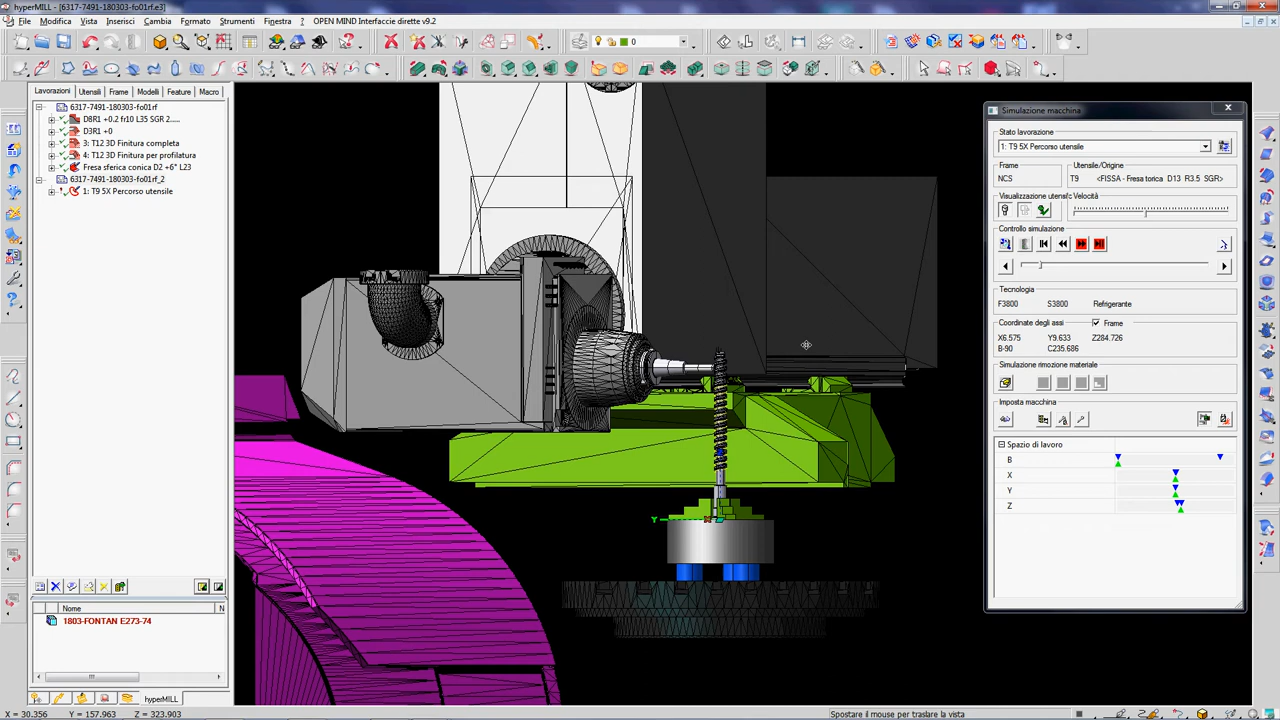 hyperMILL - [6317-7491-180303-fo01rf.e3]
File Modifica Vista Inserisci Cambia Formato Strumenti Finestra ? OPEN MIND Interfaccie dirette v9.2
0
Lavorazioni Utensili Frame Modelli Feature Macro
6317-7491-180303-fo01rf
D8R1 +0.2 fr10 L35 SGR 2.....
D3R1 +0
3: T12 3D Finitura completa
4: T12 3D Finitura per profilatura
Fresa sferica conica D2 +6° L23
6317-7491-180303-fo01rf_2
1: T9 5X Percorso utensile
Nome N
1803-FONTAN E273-74
hyperMILL
Y
Simulazione macchina
Stato lavorazione
1: T9 5X Percorso utensile
Frame Utensile/Origine
NCS T9 <FISSA - Fresa torica D13 R3.5 SGR>
Visualizzazione utensile Velocità
Controllo simulazione
Tecnologia
F3800 S3800 Refrigerante
Coordinate degli assi Frame
X6.575 Y9.633 Z284.726
B-90 C235.686
Simulazione rimozione materiale
Imposta macchina
Spazio di lavoro
B
X
Y
Z
X = 30.356 Y = 157.963 Z = 323.903 Spostare il mouse per traslare la vista